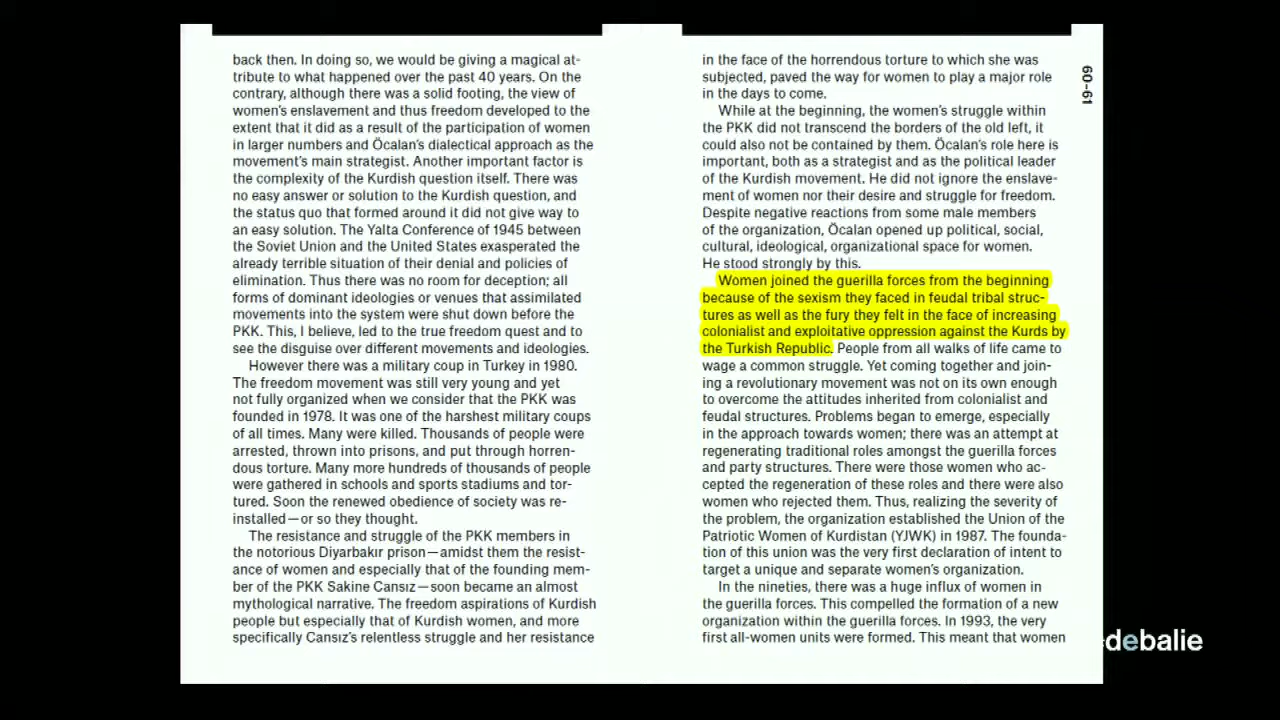 back then. In doing so, we would be giving a magical at-
tribute to what happened over the past 40 years. On the
contrary, although there was a solid footing, the view of
women's enslavement and thus freedom developed to the
extent that it did as a result of the participation of women
in larger numbers and Öcalan's dialectical approach as the
movement's main strategist. Another important factor is
the complexity of the Kurdish question itself. There was
no easy answer or solution to the Kurdish question, and
the status quo that formed around it did not give way to
an easy solution. The Yalta Conference of 1945 between
the Soviet Union and the United States exasperated the
already terrible situation of their denial and policies of
elimination. Thus there was no room for deception; all
forms of dominant ideologies or venues that assimilated
movements into the system were shut down before the
PKK. This, I believe, led to the true freedom quest and to
see the disguise over different movements and ideologies.
However there was a military coup in Turkey in 1980.
The freedom movement was still very young and yet
not fully organized when we consider that the PKK was
founded in 1978. It was one of the harshest military coups
of all times. Many were killed. Thousands of people were
arrested, thrown into prisons, and put through horren-
dous torture. Many more hundreds of thousands of people
were gathered in schools and sports stadiums and tor-
tured. Soon the renewed obedience of society was re-
installed—or so they thought.
The resistance and struggle of the PKK members in
the notorious Diyarbakır prison—amidst them the resist-
ance of women and especially that of the founding mem-
ber of the PKK Sakine Cansız—soon became an almost
mythological narrative. The freedom aspirations of Kurdish
people but especially that of Kurdish women, and more
specifically Cansız's relentless struggle and her resistance
in the face of the horrendous torture to which she was
subjected, paved the way for women to play a major role
in the days to come.
While at the beginning, the women's struggle within
the PKK did not transcend the borders of the old left, it
could also not be contained by them. Öcalan's role here is
important, both as a strategist and as the political leader
of the Kurdish movement. He did not ignore the enslave-
ment of women nor their desire and struggle for freedom.
Despite negative reactions from some male members
of the organization, Öcalan opened up political, social,
cultural, ideological, organizational space for women.
He stood strongly by this.
Women joined the guerilla forces from the beginning
because of the sexism they faced in feudal tribal struc-
tures as well as the fury they felt in the face of increasing
colonialist and exploitative oppression against the Kurds by
the Turkish Republic. People from all walks of life came to
wage a common struggle. Yet coming together and join-
ing a revolutionary movement was not on its own enough
to overcome the attitudes inherited from colonialist and
feudal structures. Problems began to emerge, especially
in the approach towards women; there was an attempt at
regenerating traditional roles amongst the guerilla forces
and party structures. There were those women who ac-
cepted the regeneration of these roles and there were also
women who rejected them. Thus, realizing the severity of
the problem, the organization established the Union of the
Patriotic Women of Kurdistan (YJWK) in 1987. The founda-
tion of this union was the very first declaration of intent to
target a unique and separate women's organization.
In the nineties, there was a huge influx of women in
the guerilla forces. This compelled the formation of a new
organization within the guerilla forces. In 1993, the very
first all-women units were formed. This meant that women
60–61
debalie